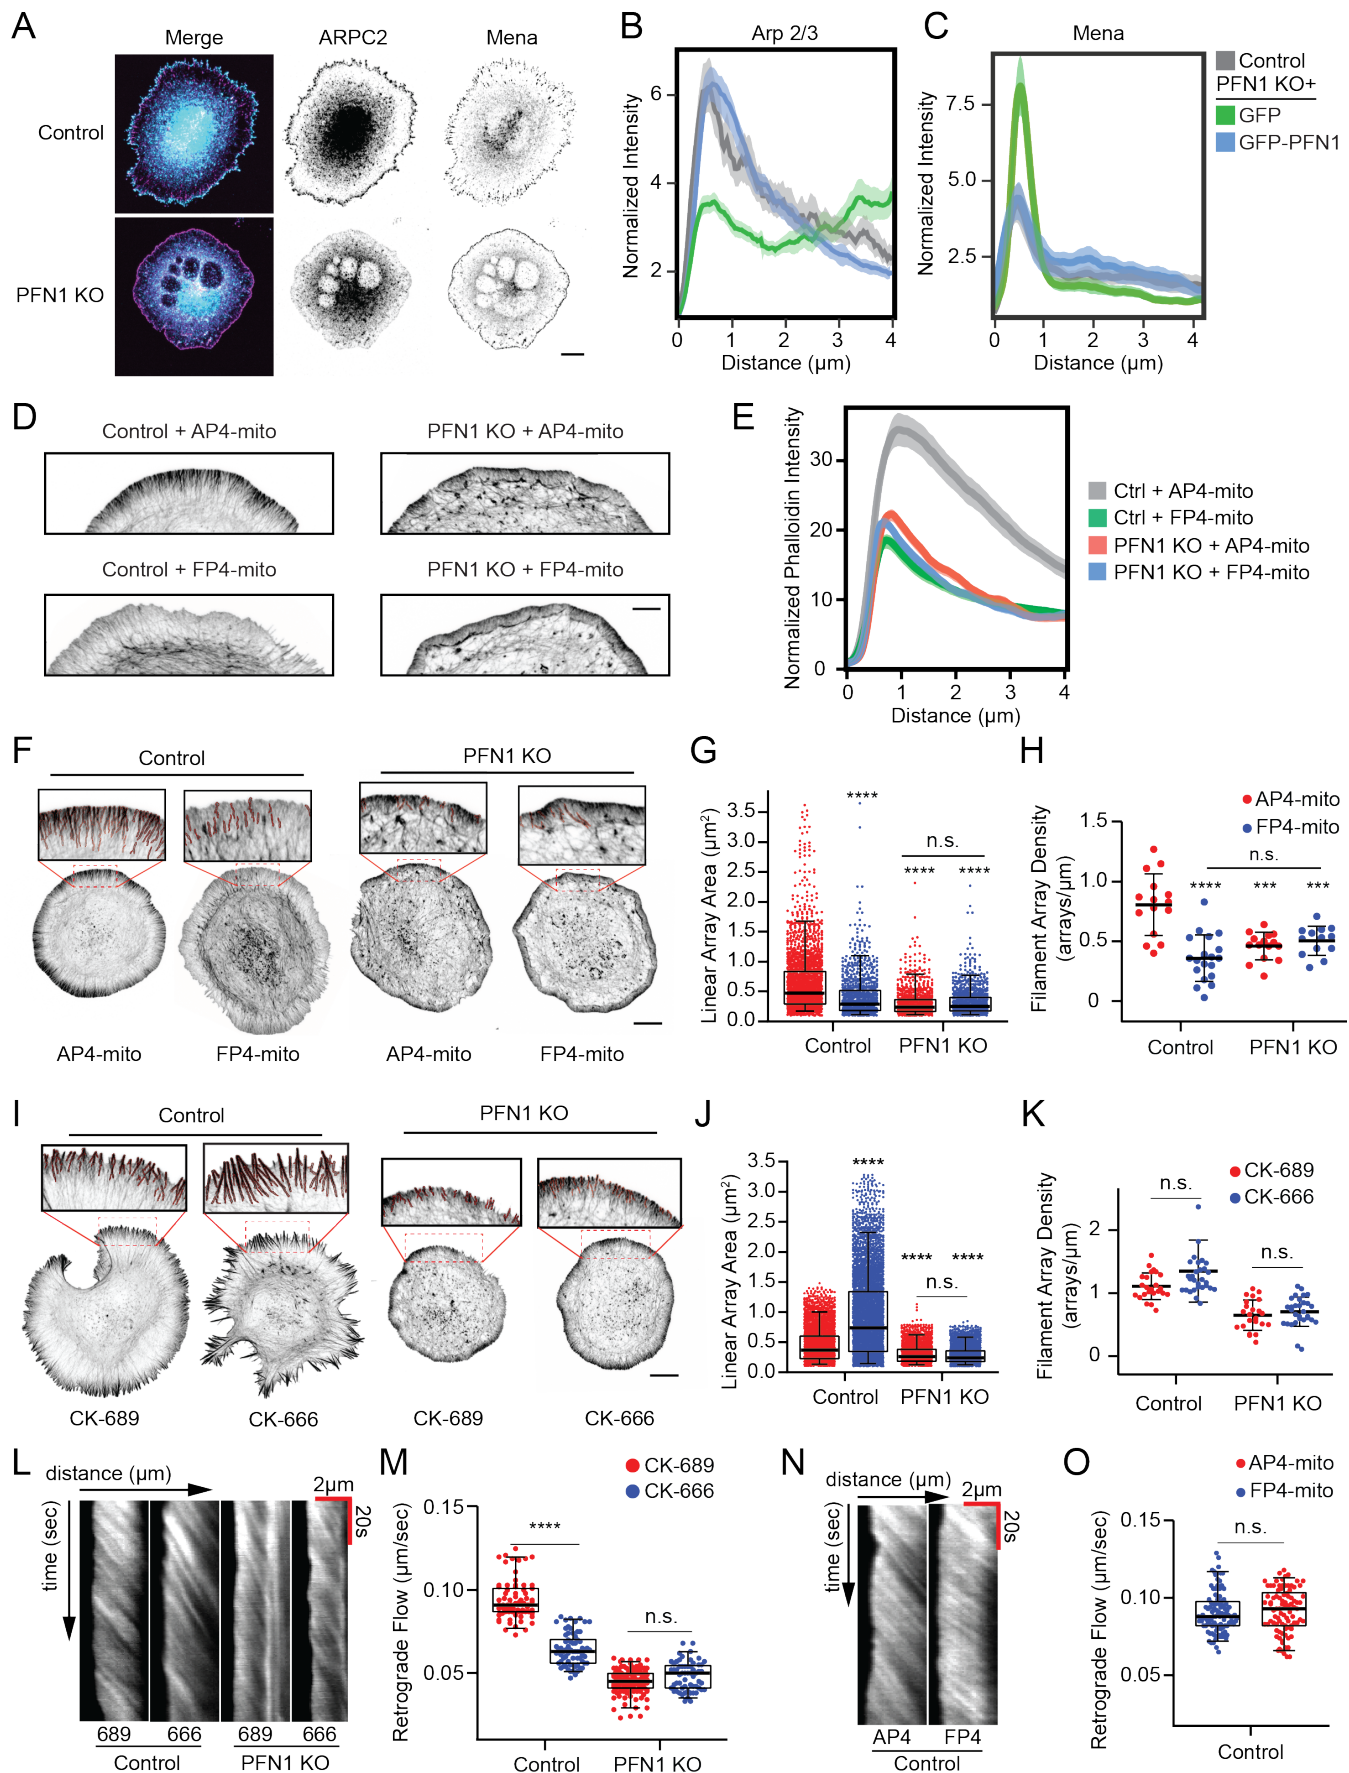 A
Merge
ARPC2
Mena
Control
PFN1 KO
B
Arp 2/3
Normalized Intensity
6
4
2
0
1
2
3
4
Distance (µm)
C
Mena
Normalized Intensity
7.5
5.0
2.5
0
1
2
3
4
Distance (µm)
Control
PFN1 KO+
GFP
GFP-PFN1
D
Control + AP4-mito
PFN1 KO + AP4-mito
Control + FP4-mito
PFN1 KO + FP4-mito
E
Normalized Phalloidin Intensity
30
20
10
0
0
1
2
3
4
Distance (µm)
Ctrl + AP4-mito
Ctrl + FP4-mito
PFN1 KO + AP4-mito
PFN1 KO + FP4-mito
F
Control
PFN1 KO
AP4-mito
FP4-mito
AP4-mito
FP4-mito
G
Linear Array Area (µm²)
3.5
3.0
2.5
2.0
1.5
1.0
0.5
0.0
****
n.s.
****
****
Control
PFN1 KO
H
AP4-mito
FP4-mito
Filament Array Density
(arrays/µm)
1.5
1.0
0.5
0
n.s.
****
***
***
Control
PFN1 KO
I
Control
PFN1 KO
CK-689
CK-666
CK-689
CK-666
J
Linear Array Area (µm²)
3.5
3.0
2.5
2.0
1.5
1.0
0.5
0.0
****
****
****
n.s.
Control
PFN1 KO
K
CK-689
CK-666
Filament Array Density
(arrays/µm)
2
1
0
n.s.
n.s.
Control
PFN1 KO
L
distance (µm)
time (sec)
2µm
20s
689
666
689
666
Control
PFN1 KO
M
CK-689
CK-666
Retrograde Flow (µm/sec)
0.15
0.10
0.05
****
n.s.
Control
PFN1 KO
N
distance (µm)
time (sec)
2µm
20s
AP4
FP4
Control
O
AP4-mito
FP4-mito
Retrograde Flow (µm/sec)
0.15
0.10
0.05
n.s.
Control